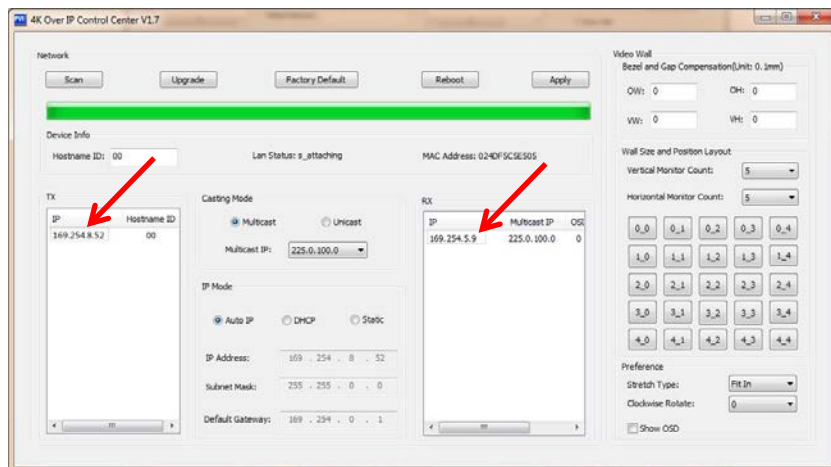 4K Over IP Control Center V1.7
Network
Scan Upgrade Factory Default Reboot Apply
Device Info
Hostname ID: 00 Lan Status: s_attaching MAC Address: 024DF5C5E505
TX
IP Hostname ID
169.254.8.52 00
Casting Mode
Multicast Unicast
Multicast IP: 225.0.100.0
IP Mode
Auto IP DHCP Static
IP Address: 169 . 254 . 8 . 52
Subnet Mask: 255 . 255 . 0 . 0
Default Gateway: 169 . 254 . 0 . 1
RX
IP Multicast IP OSD
169.254.5.9 225.0.100.0 0
Video Wall
Bezel and Gap Compensation(Unit: 0.1mm)
OW: 0 OH: 0
VW: 0 VH: 0
Wall Size and Position Layout
Vertical Monitor Count: 5
Horizontal Monitor Count: 5
0_0 0_1 0_2 0_3 0_4
1_0 1_1 1_2 1_3 1_4
2_0 2_1 2_2 2_3 2_4
3_0 3_1 3_2 3_3 3_4
4_0 4_1 4_2 4_3 4_4
Preference
Stretch Type: Fit In
Clockwise Rotate: 0
Show OSD